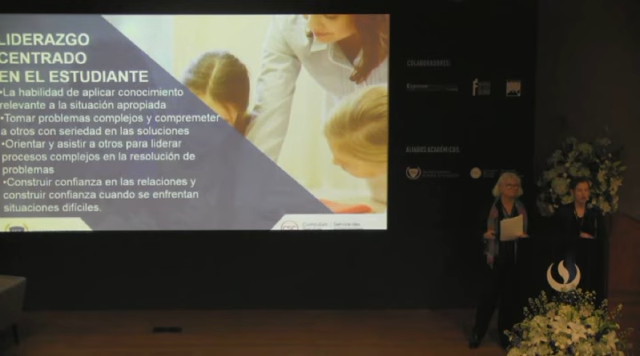 LIDERAZGO
CENTRADO
EN EL ESTUDIANTE
•La habilidad de aplicar conocimiento
relevante a la situación apropiada
•Tomar problemas complejos y comprometer
a otros con seriedad en las soluciones
•Orientar y asistir a otros para liderar
procesos complejos en la resolución de
problemas
•Construir confianza en las relaciones y
construir confianza cuando se enfrentan
situaciones difíciles.
COLABORADORES:
ALIADOS ACADÉMICOS: